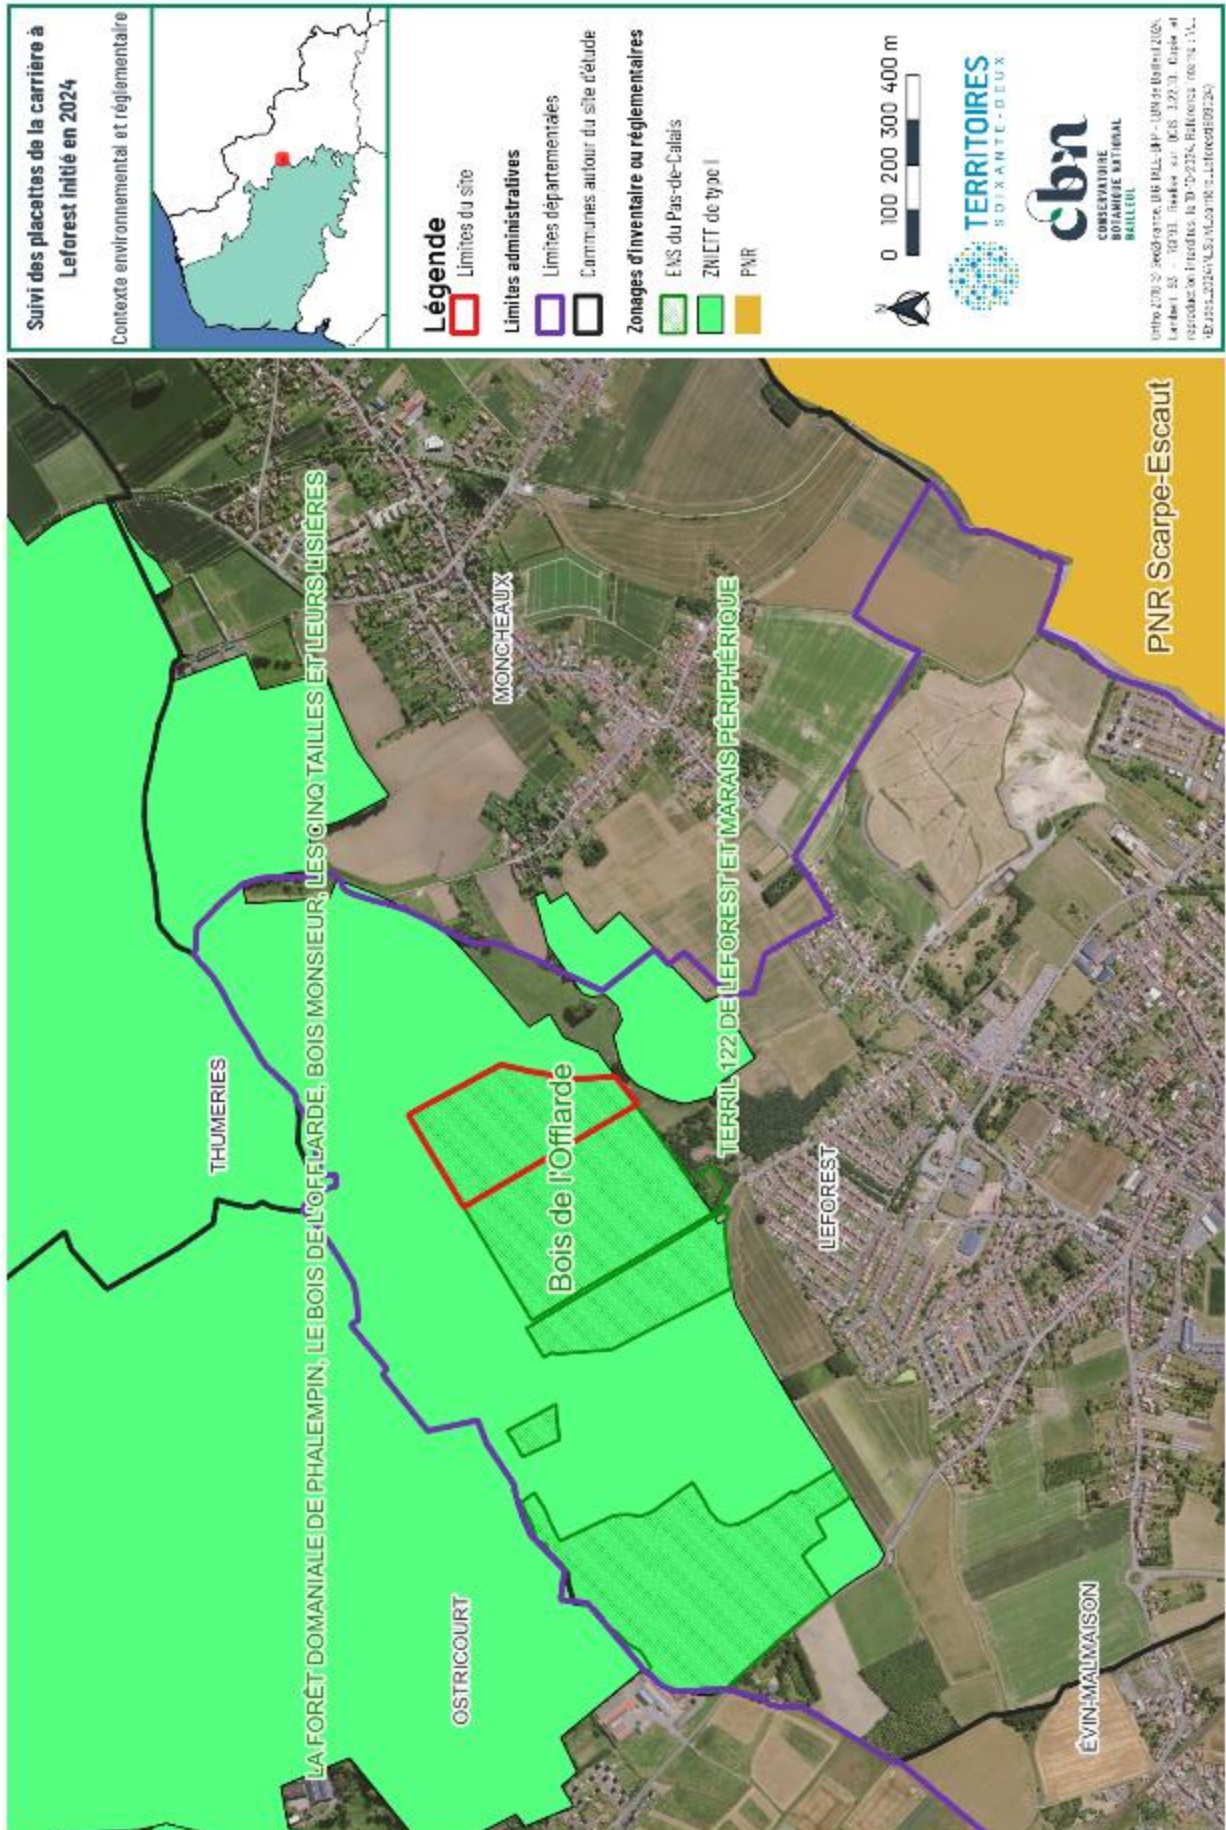 Suivi des placettes de la carrière à
Leforest initié en 2024
Contexte environnemental et réglementaire
Légende
Limites du site
Limites administratives
Limites départementales
Communes autour du site d'étude
Zonages d'inventaire ou réglementaires
ENS du Pas-de-Calais
ZNIEFF de type I
PNR
N
0 100 200 300 400 m
TERRITOIRES
SOIXANTE-DEUX
cbn
CONSERVATOIRE
BOTANIQUE NATIONAL
BAILLEUL
THUMERIES
LA FORÊT DOMANIALE DE PHALEMPIN, LE BOIS DE L'OFFLARDE, BOIS MONSIEUR, LES CINQ TAILLES ET LEURS LISIÈRES
OSTRICOURT
MONCHEAUX
Bois de l'Offlarde
TERRIL 122 DE LEFOREST ET MARAIS PÉRIPHÉRIQUE
LEFOREST
ÉVIN-MALMAISON
PNR Scarpe-Escaut